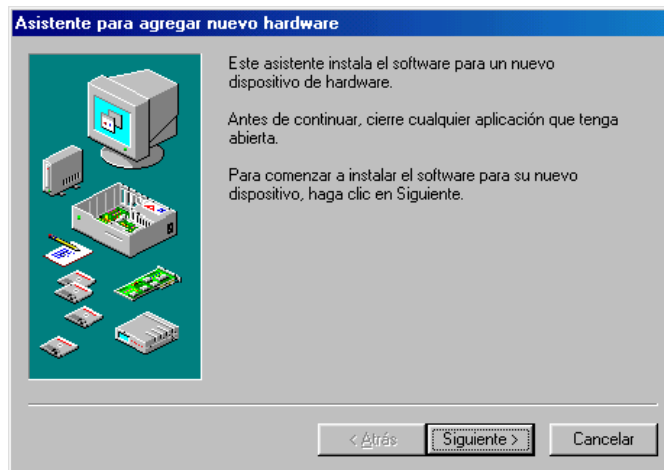 Asistente para agregar nuevo hardware
Este asistente instala el software para un nuevo
dispositivo de hardware.
Antes de continuar, cierre cualquier aplicación que tenga
abierta.
Para comenzar a instalar el software para su nuevo
dispositivo, haga clic en Siguiente.
< Atrás
Siguiente >
Cancelar